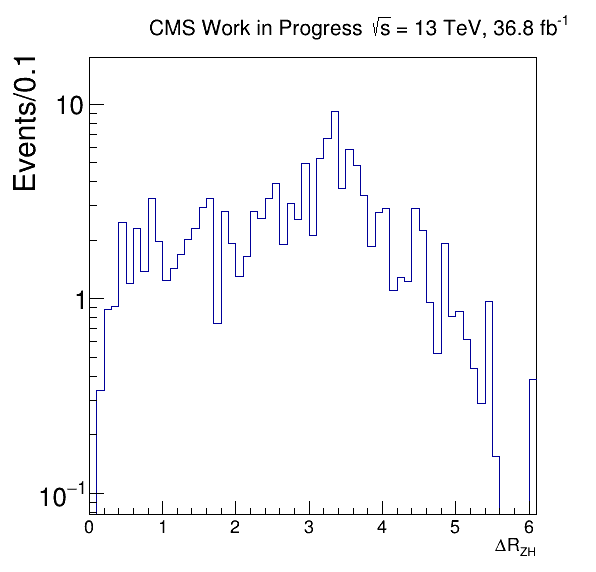 CMS Work in Progress √s = 13 TeV, 36.8 fb⁻¹
Events/0.1
10
1
10⁻¹
0 1 2 3 4 5 6
ΔR_ZH